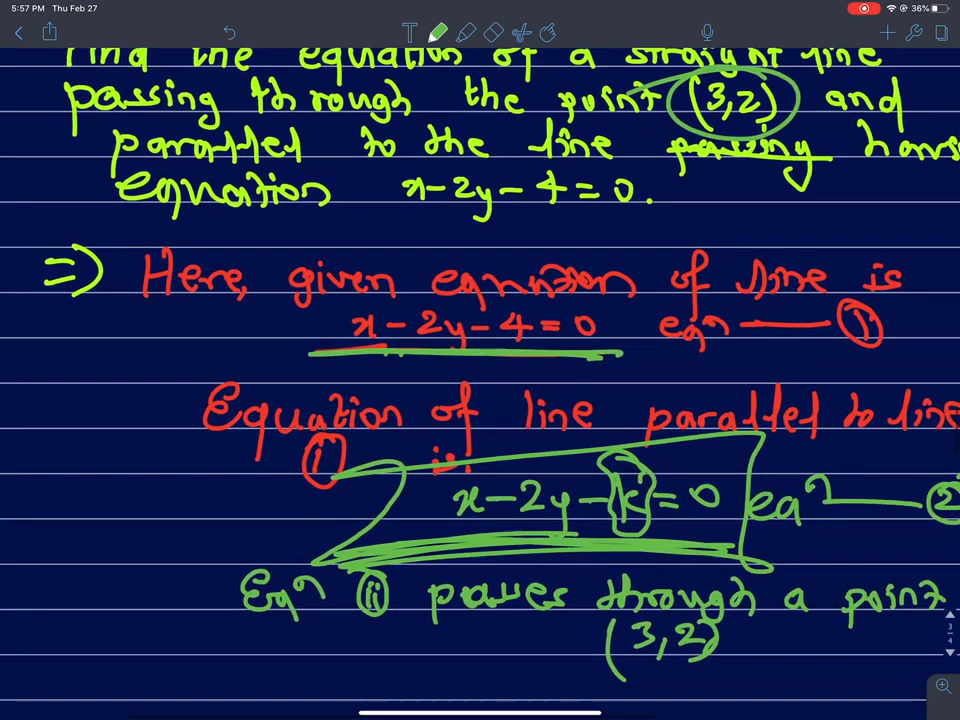 5:57 PM Thu Feb 27
36%
Find the equation of a straight line
passing through the point (3,2) and
parallel to the line passing having
equation x-2y-4=0.
=> Here, given equation of line is
x-2y-4=0 eqn — 1
Equation of line parallel to line
i is
x-2y-k=0 eqn — 2
Eqn ii passes through a point
(3,2)
3
4